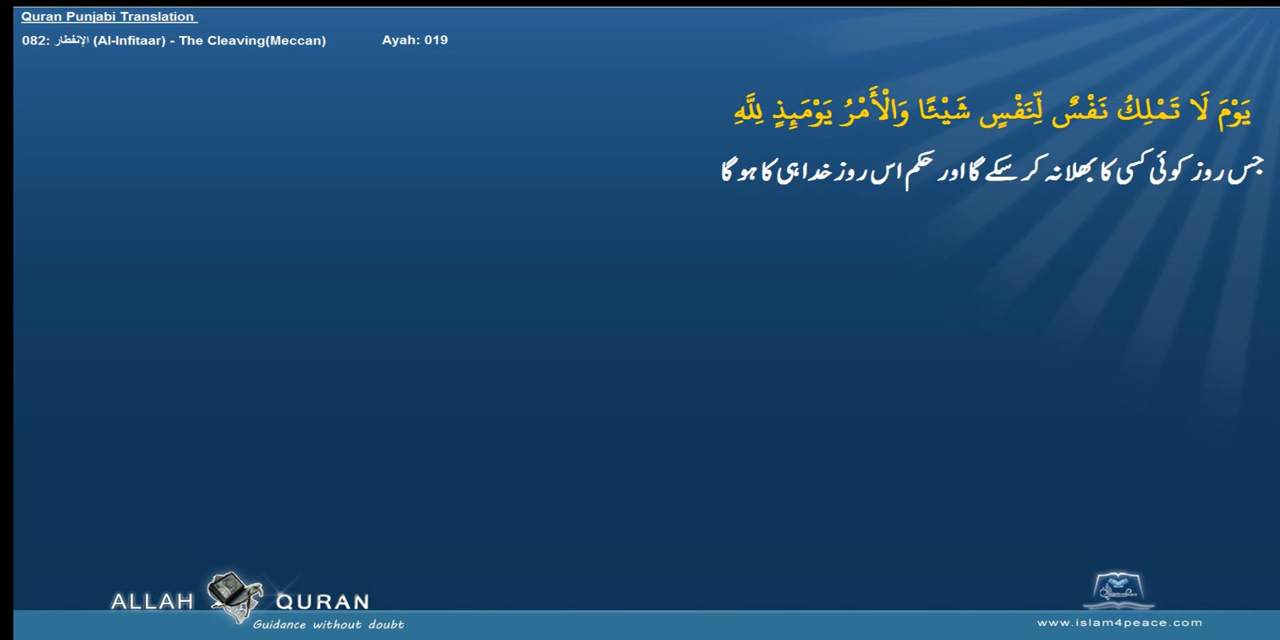 Quran Punjabi Translation
082: الإنفطار (Al-Infitaar) - The Cleaving(Meccan) Ayah: 019
يَوْمَ لَا تَمْلِكُ نَفْسٌ لِّنَفْسٍ شَيْئًا وَالْأَمْرُ يَوْمَئِذٍ لِلَّهِ
جس روز کوئی کسی کا بھلا نہ کر سکے گا اور حکم اس روز خدا ہی کا ہو گا
ALLAH QURAN
Guidance without doubt
www.islam4peace.com